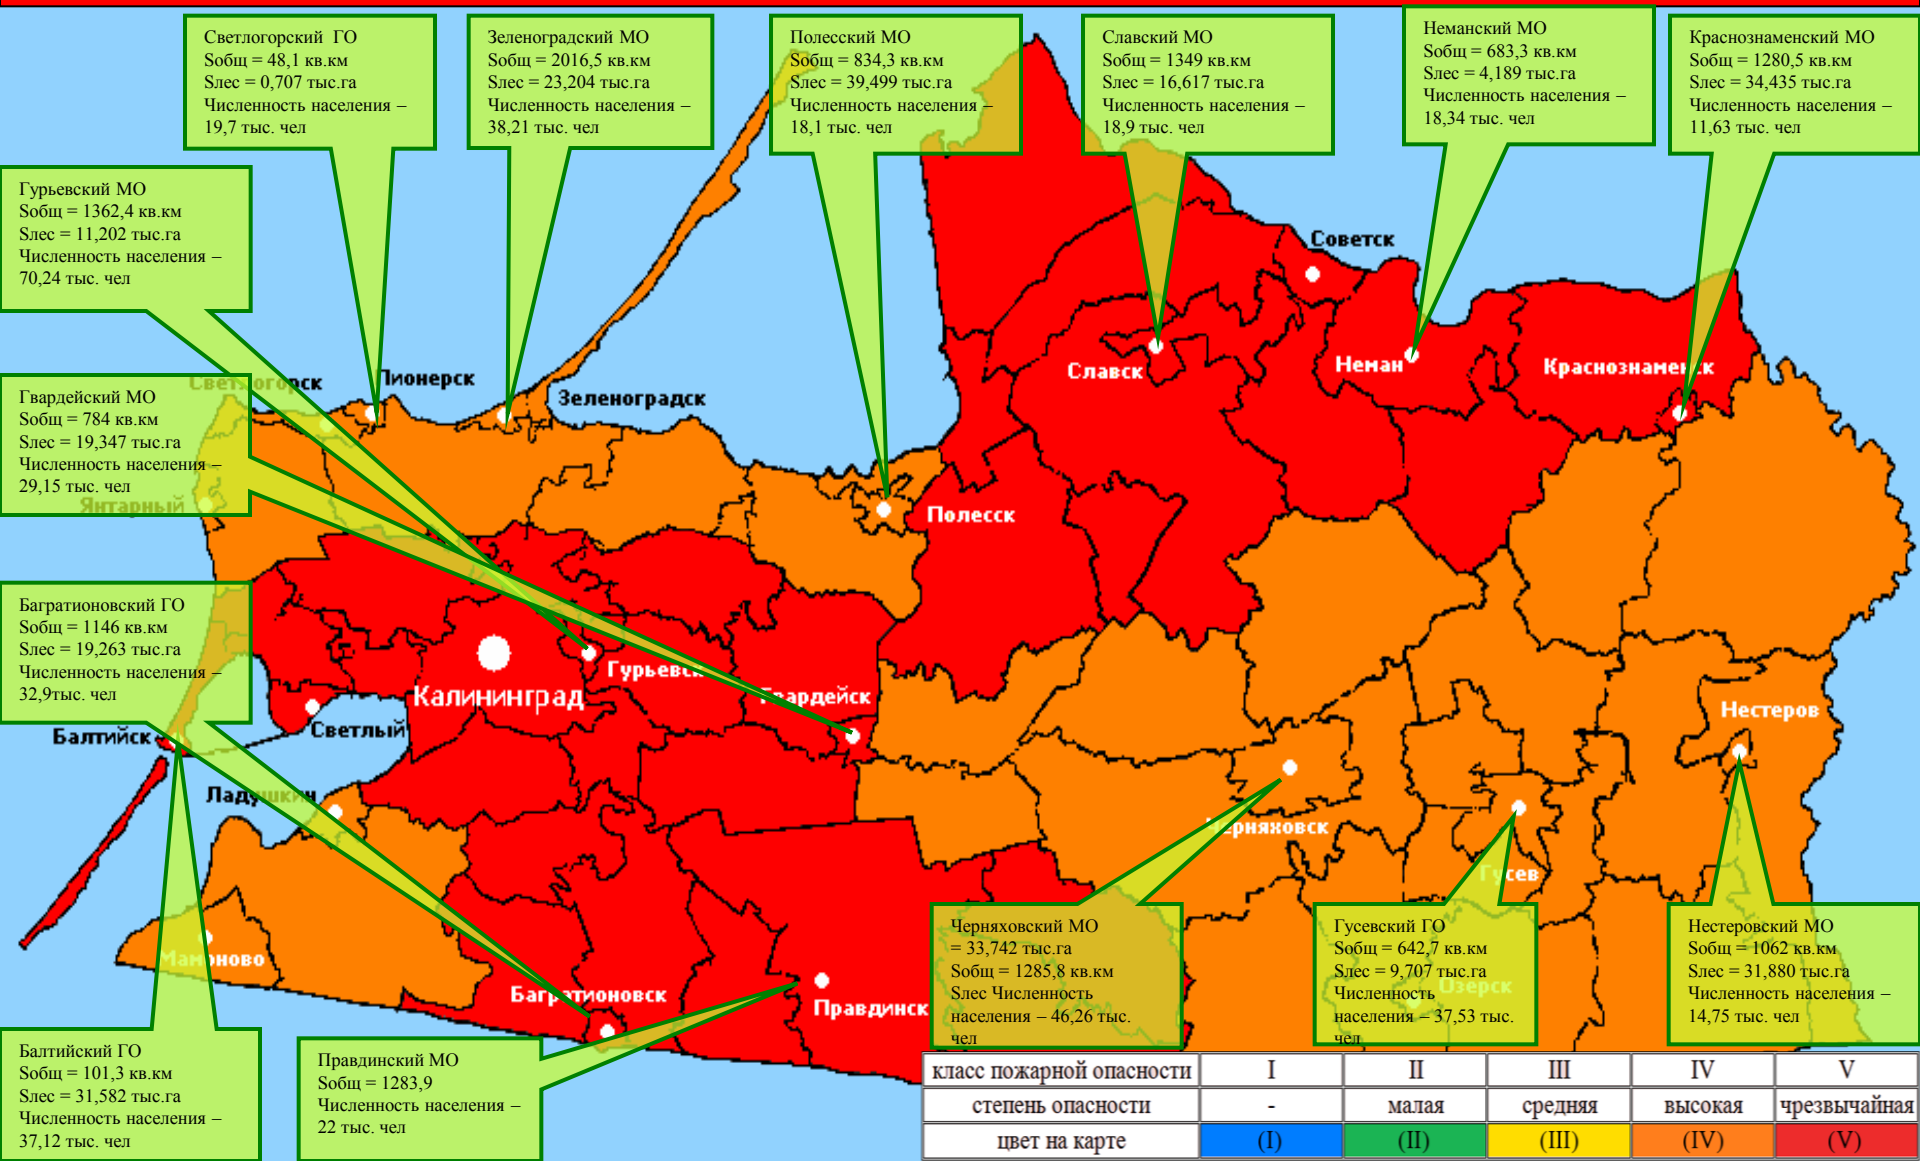 Светлогорский ГО
Sобщ = 48,1 кв.км
Sлес = 0,707 тыс.га
Численность населения –
19,7 тыс. чел
Зеленоградский МО
Sобщ = 2016,5 кв.км
Sлес = 23,204 тыс.га
Численность населения –
38,21 тыс. чел
Полесский МО
Sобщ = 834,3 кв.км
Sлес = 39,499 тыс.га
Численность населения –
18,1 тыс. чел
Славский МО
Sобщ = 1349 кв.км
Sлес = 16,617 тыс.га
Численность населения –
18,9 тыс. чел
Неманский МО
Sобщ = 683,3 кв.км
Sлес = 4,189 тыс.га
Численность населения –
18,34 тыс. чел
Краснознаменский МО
Sобщ = 1280,5 кв.км
Sлес = 34,435 тыс.га
Численность населения –
11,63 тыс. чел
Гурьевский МО
Sобщ = 1362,4 кв.км
Sлес = 11,202 тыс.га
Численность населения –
70,24 тыс. чел
Советск
Славск
Неман
Краснознаменск
Светлогорск
Пионерск
Зеленоградск
Гвардейский МО
Sобщ = 784 кв.км
Sлес = 19,347 тыс.га
Численность населения –
29,15 тыс. чел
Янтарный
Полесск
Багратионовский ГО
Sобщ = 1146 кв.км
Sлес = 19,263 тыс.га
Численность населения –
32,9тыс. чел
Гурьевск
Калининград
Гвардейск
Нестеров
Балтийск
Светлый
Ладушкин
Черняховск
Гусев
Мамоново
Багратионовск
Правдинск
Озерск
Черняховский МО
= 33,742 тыс.га
Sобщ = 1285,8 кв.км
Sлес Численность
населения – 46,26 тыс.
чел
Гусевский ГО
Sобщ = 642,7 кв.км
Sлес = 9,707 тыс.га
Численность
населения – 37,53 тыс.
чел
Нестеровский МО
Sобщ = 1062 кв.км
Sлес = 31,880 тыс.га
Численность населения –
14,75 тыс. чел
Балтийский ГО
Sобщ = 101,3 кв.км
Sлес = 31,582 тыс.га
Численность населения –
37,12 тыс. чел
Правдинский МО
Sобщ = 1283,9
Численность населения –
22 тыс. чел
класс пожарной опасности I II III IV V
степень опасности - малая средняя высокая чрезвычайная
цвет на карте (I) (II) (III) (IV) (V)